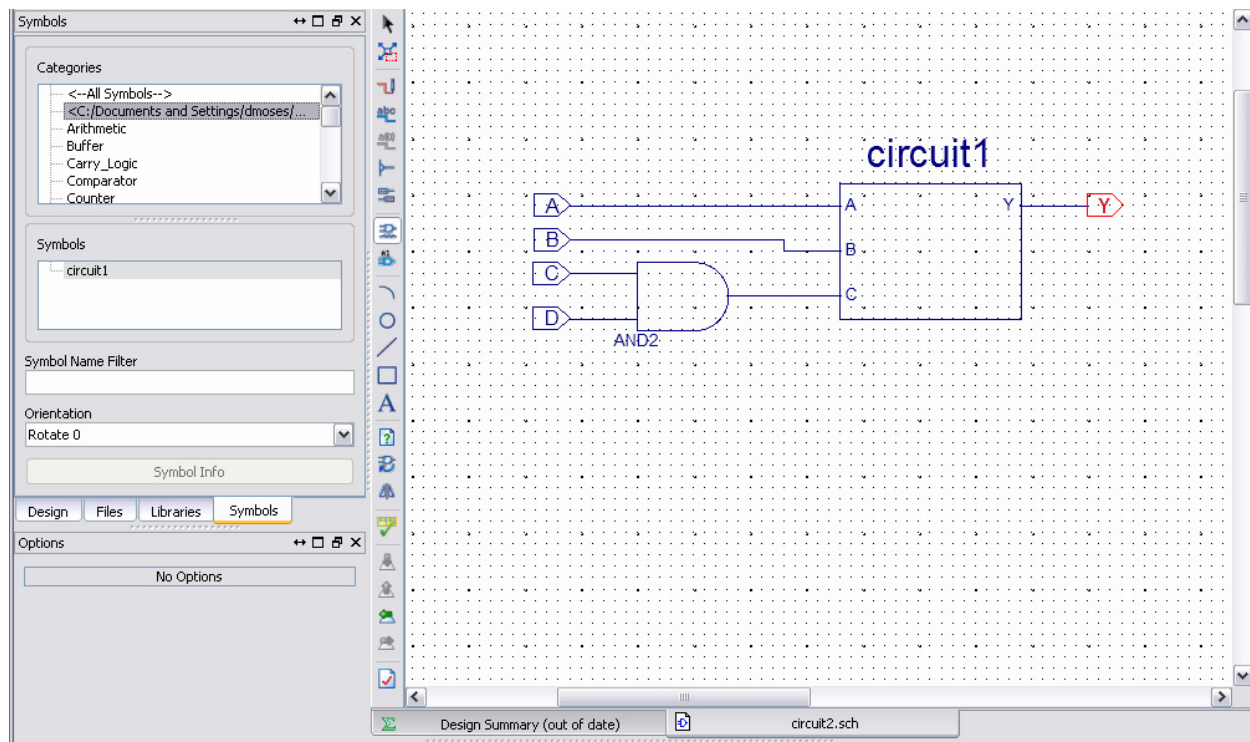 Symbols
Categories
<--All Symbols-->
<C:/Documents and Settings/dmoses/...
Arithmetic
Buffer
Carry_Logic
Comparator
Counter
Symbols
circuit1
Symbol Name Filter
Orientation
Rotate 0
Symbol Info
Design Files Libraries Symbols
Options
No Options
abc
A
circuit1
A A Y Y
B B
C C
D
AND2
Design Summary (out of date) circuit2.sch